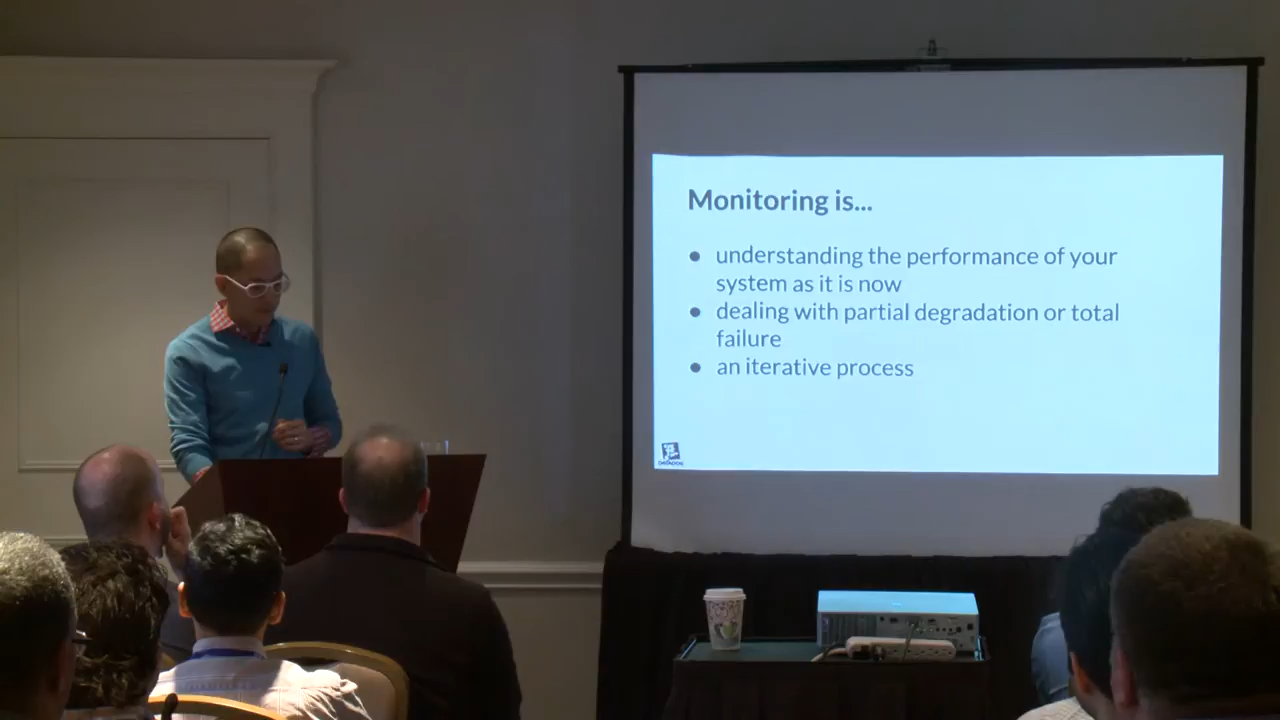 Monitoring is...
● understanding the performance of your
system as it is now
● dealing with partial degradation or total
failure
● an iterative process
DATADOG